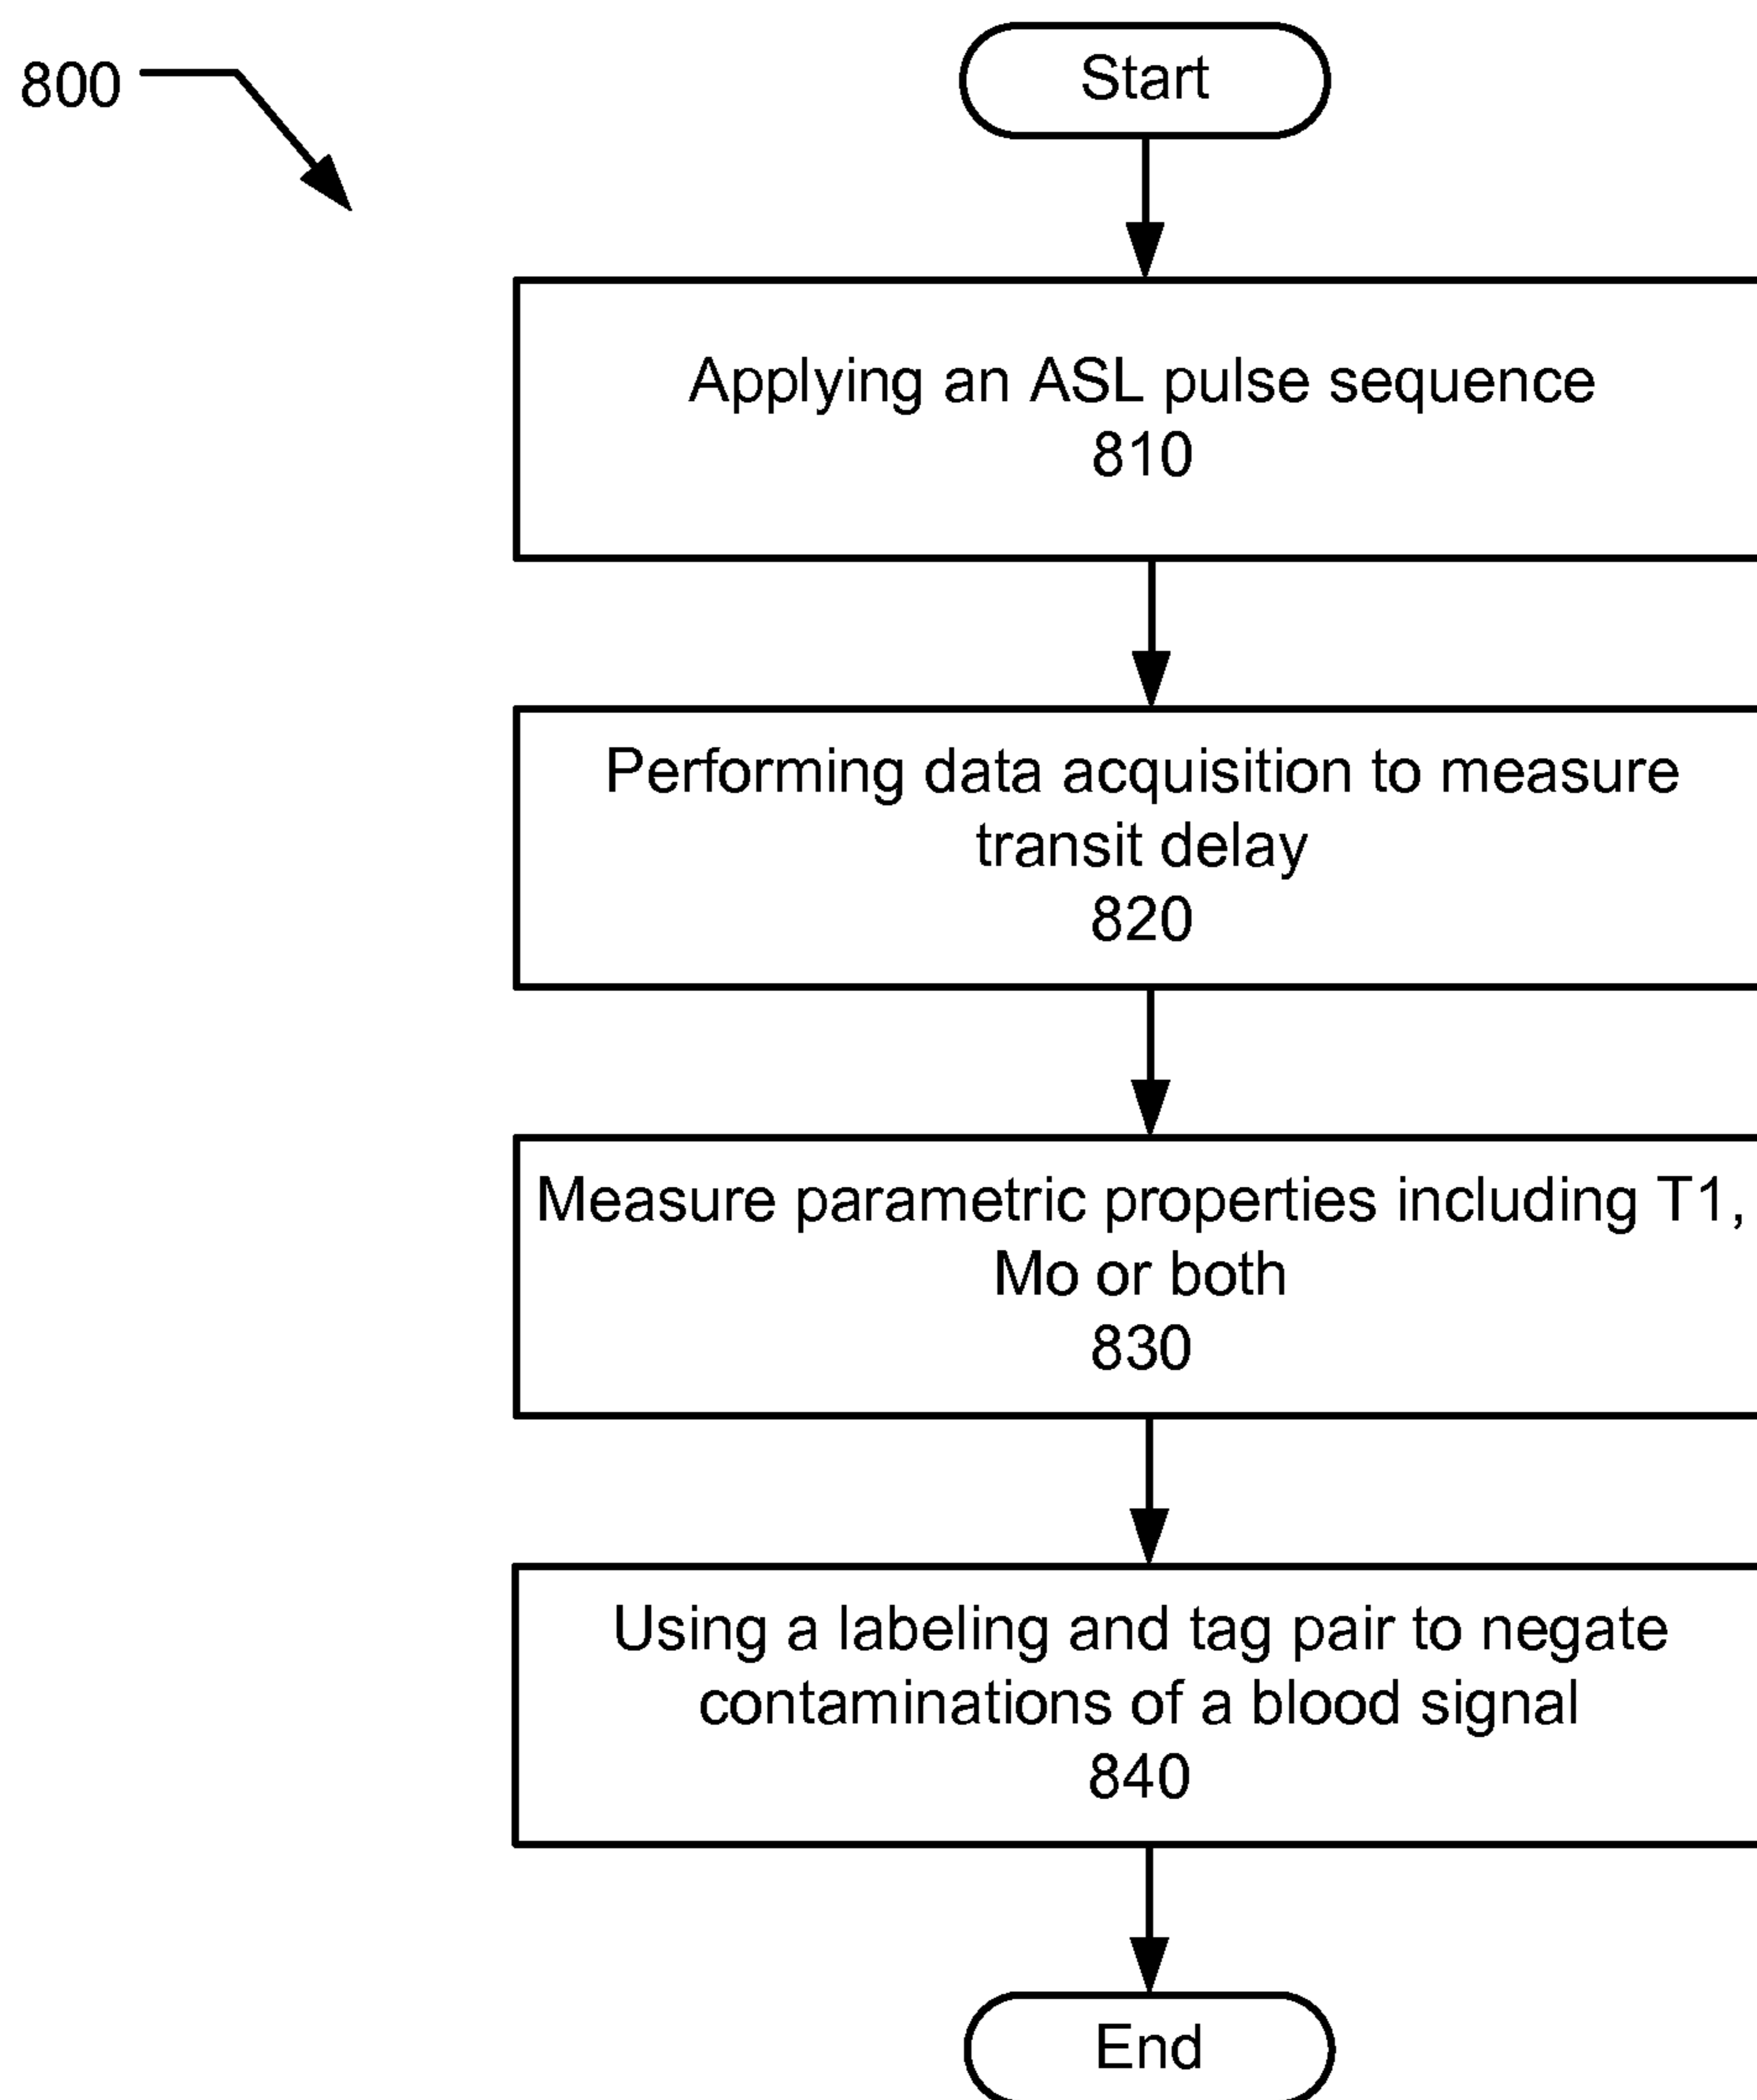 800
Start
Applying an ASL pulse sequence
810
Performing data acquisition to measure
transit delay
820
Measure parametric properties including T1,
Mo or both
830
Using a labeling and tag pair to negate
contaminations of a blood signal
840
End